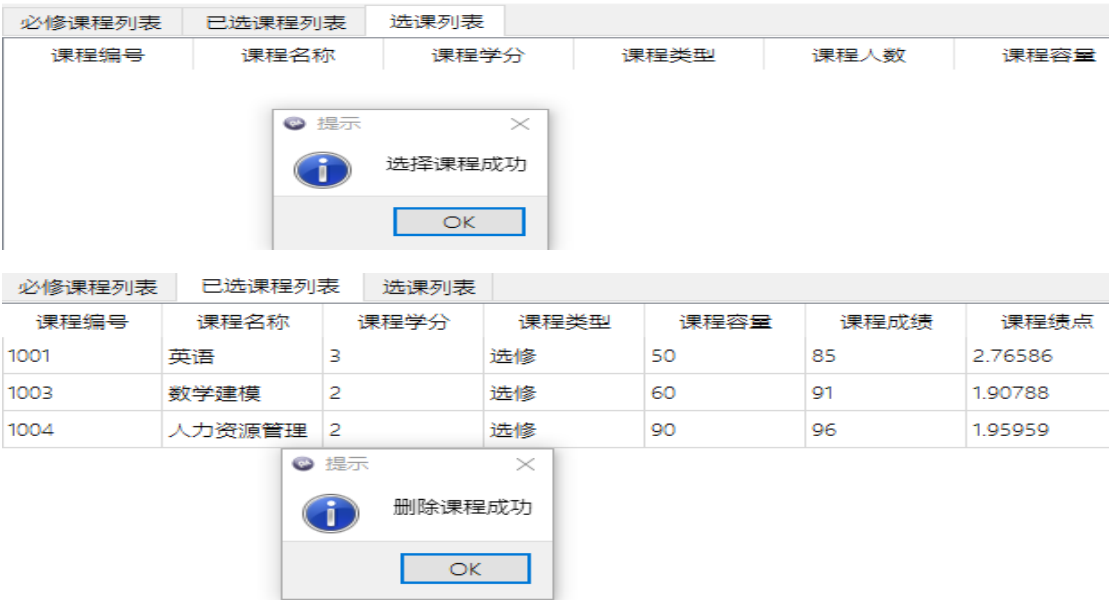 必修课程列表 已选课程列表 选课列表
课程编号 课程名称 课程学分 课程类型 课程人数 课程容量
提示
选择课程成功
OK
必修课程列表 已选课程列表 选课列表
课程编号 课程名称 课程学分 课程类型 课程容量 课程成绩 课程绩点
1001 英语 3 选修 50 85 2.76586
1003 数学建模 2 选修 60 91 1.90788
1004 人力资源管理 2 选修 90 96 1.95959
提示
删除课程成功
OK